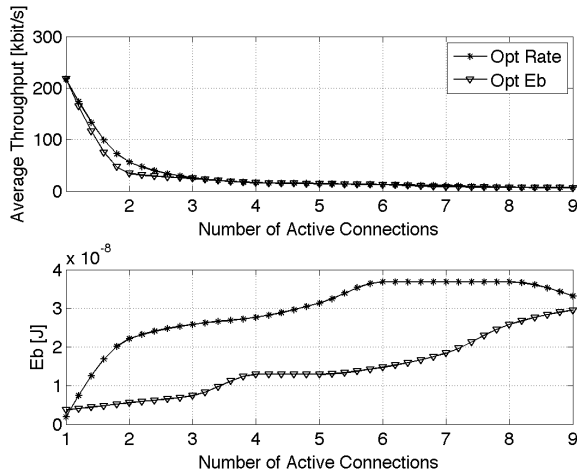 Average Throughput [kbit/s]
300
200
100
0
Opt Rate
Opt Eb
2 3 4 5 6 7 8 9
Number of Active Connections
x 10^-8
Eb [J]
4
3
2
1
0
1 2 3 4 5 6 7 8 9
Number of Active Connections